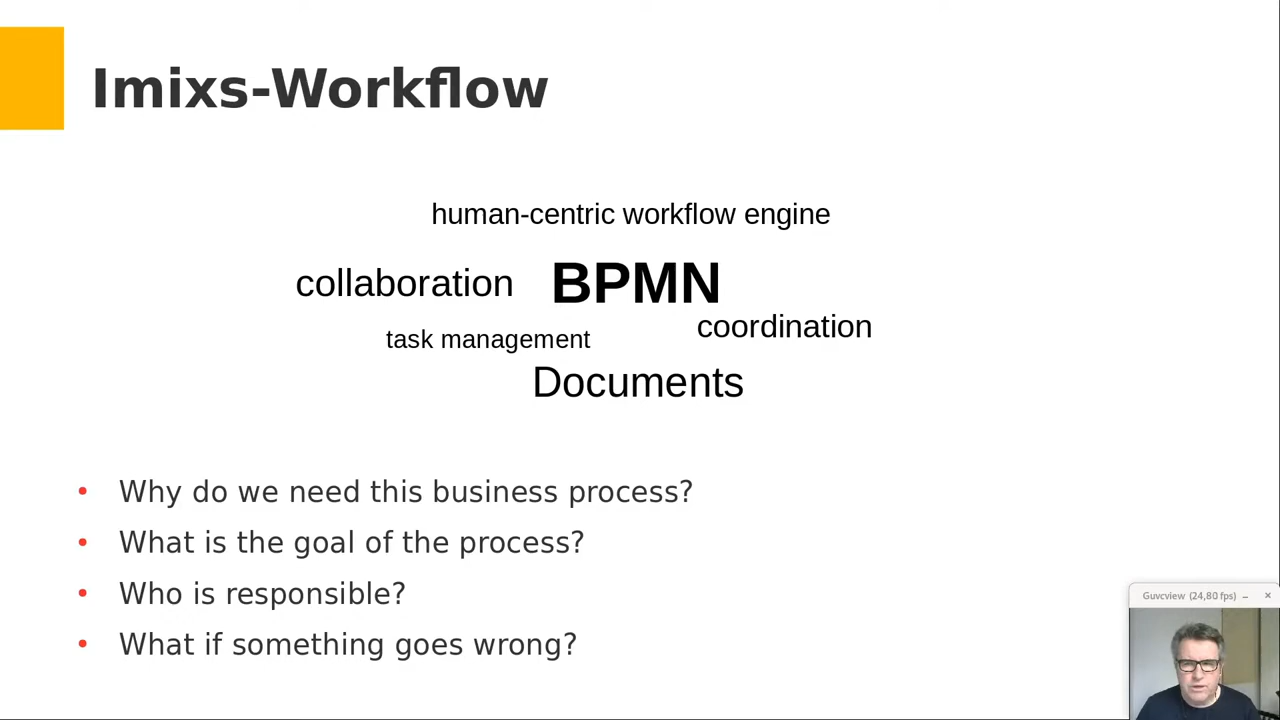 Imixs-Workflow
human-centric workflow engine
collaboration BPMN
coordination
task management
Documents
• Why do we need this business process?
• What is the goal of the process?
• Who is responsible?
• What if something goes wrong?
Guvcview (24,80 fps)